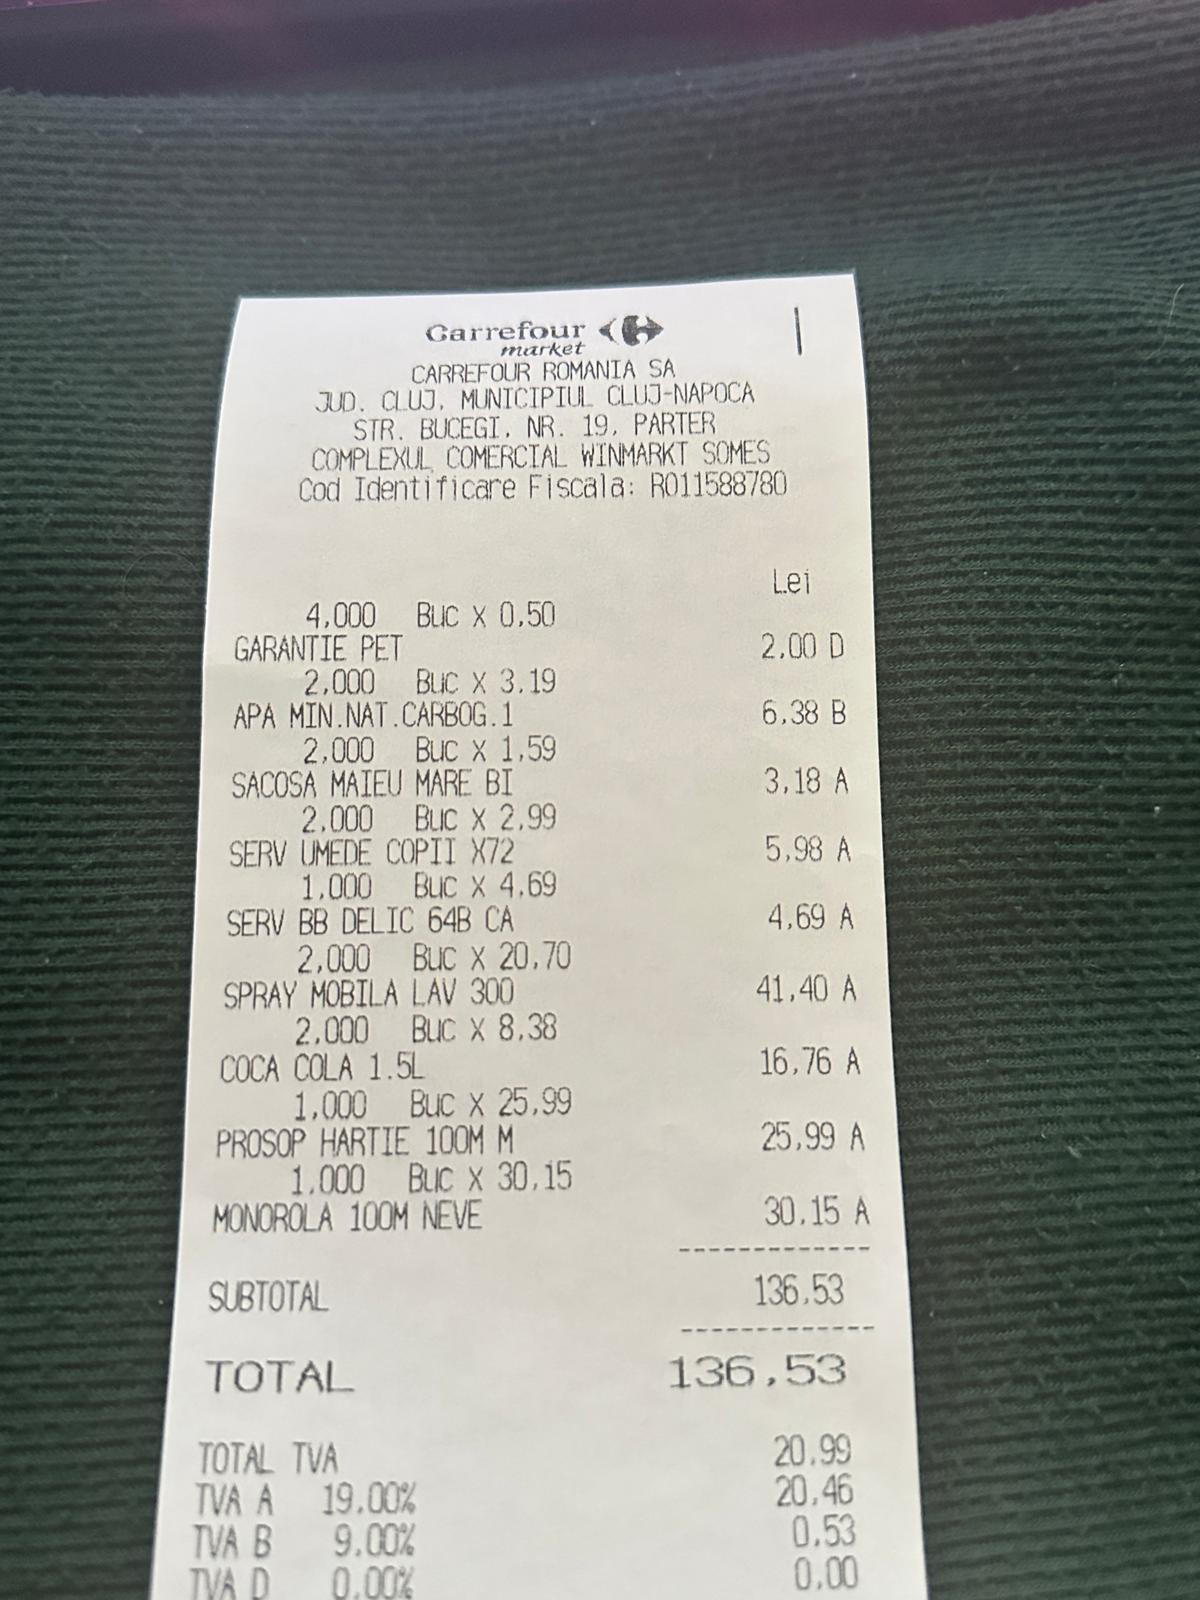 Carrefour
market
CARREFOUR ROMANIA SA
JUD. CLUJ, MUNICIPIUL CLUJ-NAPOCA
STR. BUCEGI, NR. 19, PARTER
COMPLEXUL COMERCIAL WINMARKT SOMES
Cod Identificare Fiscala: RO11588780
Lei
4,000 Buc X 0,50
GARANTIE PET 2,00 D
2,000 Buc X 3,19
APA MIN.NAT.CARBOG.1 6,38 B
2,000 Buc X 1,59
SACOSA MAIEU MARE BI 3,18 A
2,000 Buc X 2,99
SERV UMEDE COPII X72 5,98 A
1,000 Buc X 4,69
SERV BB DELIC 64B CA 4,69 A
2,000 Buc X 20,70
SPRAY MOBILA LAV 300 41,40 A
2,000 Buc X 8,38
COCA COLA 1.5L 16,76 A
1,000 Buc X 25,99
PROSOP HARTIE 100M M 25,99 A
1,000 Buc X 30,15
MONOROLA 100M NEVE 30,15 A
SUBTOTAL 136,53
TOTAL 136,53
TOTAL TVA 20,99
TVA A 19,00% 20,46
TVA B 9,00% 0,53
TVA D 0,00% 0,00